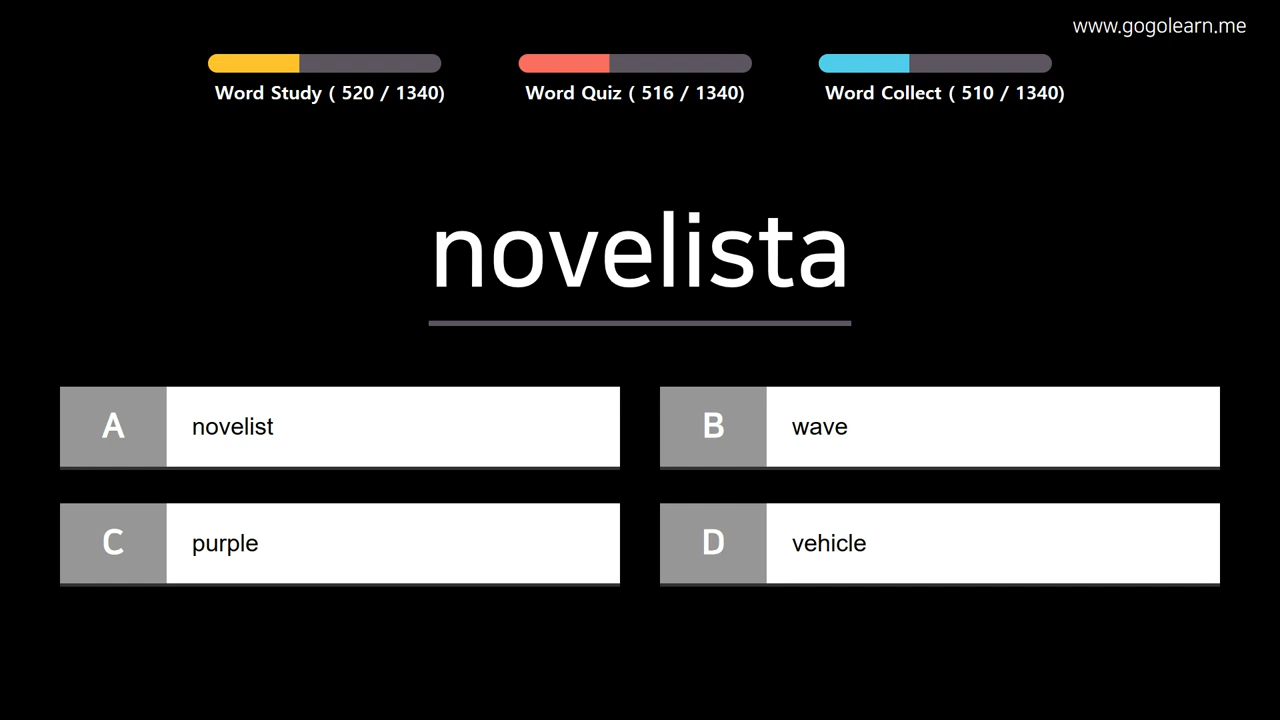 www.gogolearn.me
Word Study ( 520 / 1340)
Word Quiz ( 516 / 1340)
Word Collect ( 510 / 1340)
novelista
A novelist
B wave
C purple
D vehicle